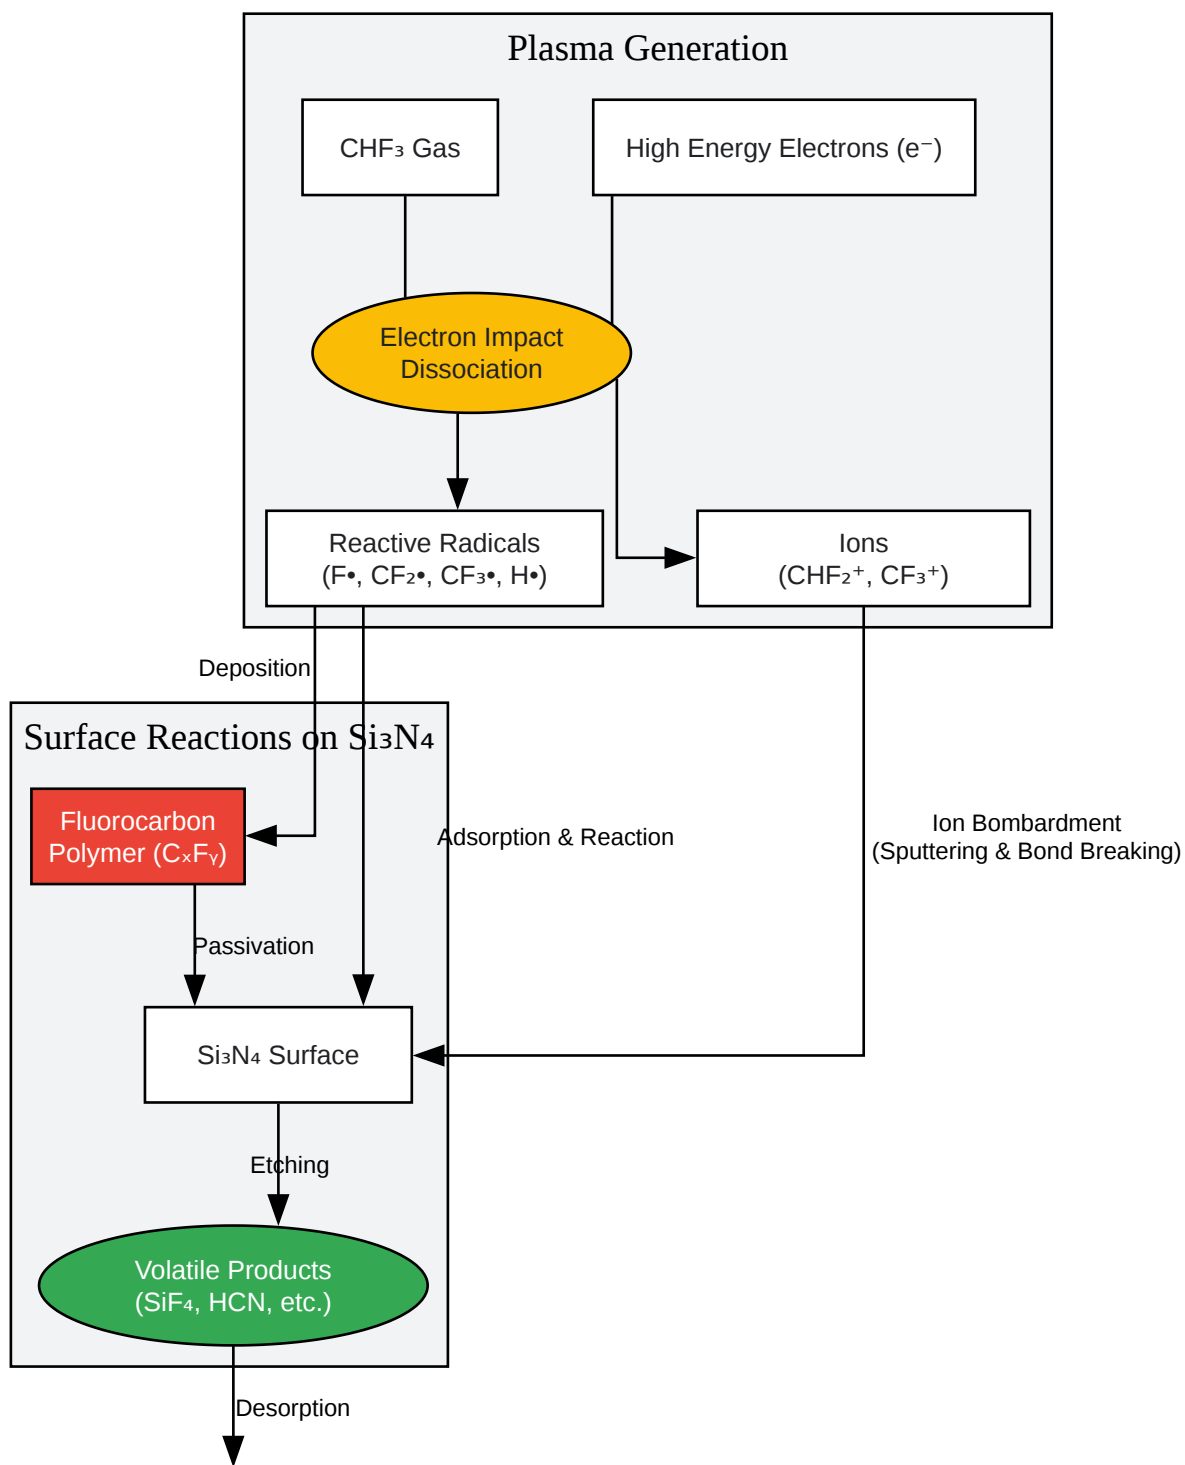 Plasma Generation
CHF₃ Gas
High Energy Electrons (e⁻)
Electron Impact
Dissociation
Reactive Radicals
(F•, CF₂•, CF₃•, H•)
Ions
(CHF₂⁺, CF₃⁺)
Deposition
Surface Reactions on Si₃N₄
Fluorocarbon
Polymer (CₓFᵧ)
Adsorption & Reaction
Ion Bombardment
(Sputtering & Bond Breaking)
Passivation
Si₃N₄ Surface
Etching
Volatile Products
(SiF₄, HCN, etc.)
Desorption